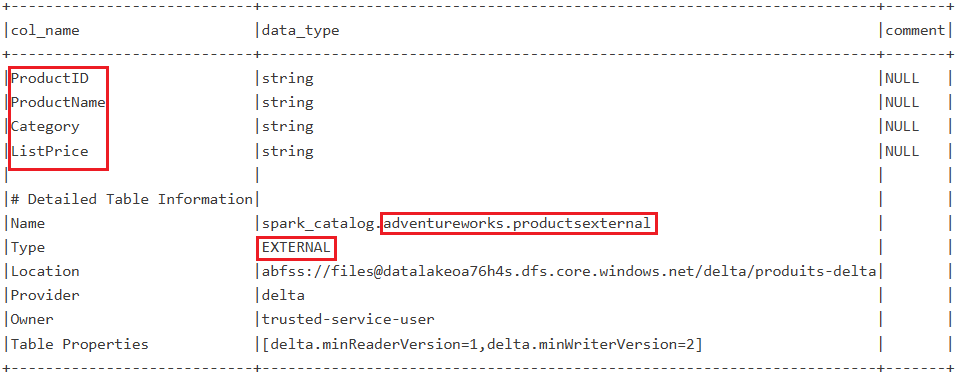 +----------------------------+---------------------------------------------------------------------+-------+
|col_name                    |data_type                                                            |comment|
+----------------------------+---------------------------------------------------------------------+-------+
|ProductID                   |string                                                               |NULL   |
|ProductName                 |string                                                               |NULL   |
|Category                    |string                                                               |NULL   |
|ListPrice                   |string                                                               |NULL   |
|                            |                                                                     |       |
|# Detailed Table Information|                                                                     |       |
|Name                        |spark_catalog.adventureworks.productsexternal                        |       |
|Type                        |EXTERNAL                                                             |       |
|Location                    |abfss://files@datalakeoa76h4s.dfs.core.windows.net/delta/produits-delta|       |
|Provider                    |delta                                                                |       |
|Owner                       |trusted-service-user                                                 |       |
|Table Properties            |[delta.minReaderVersion=1,delta.minWriterVersion=2]                  |       |
+----------------------------+---------------------------------------------------------------------+-------+